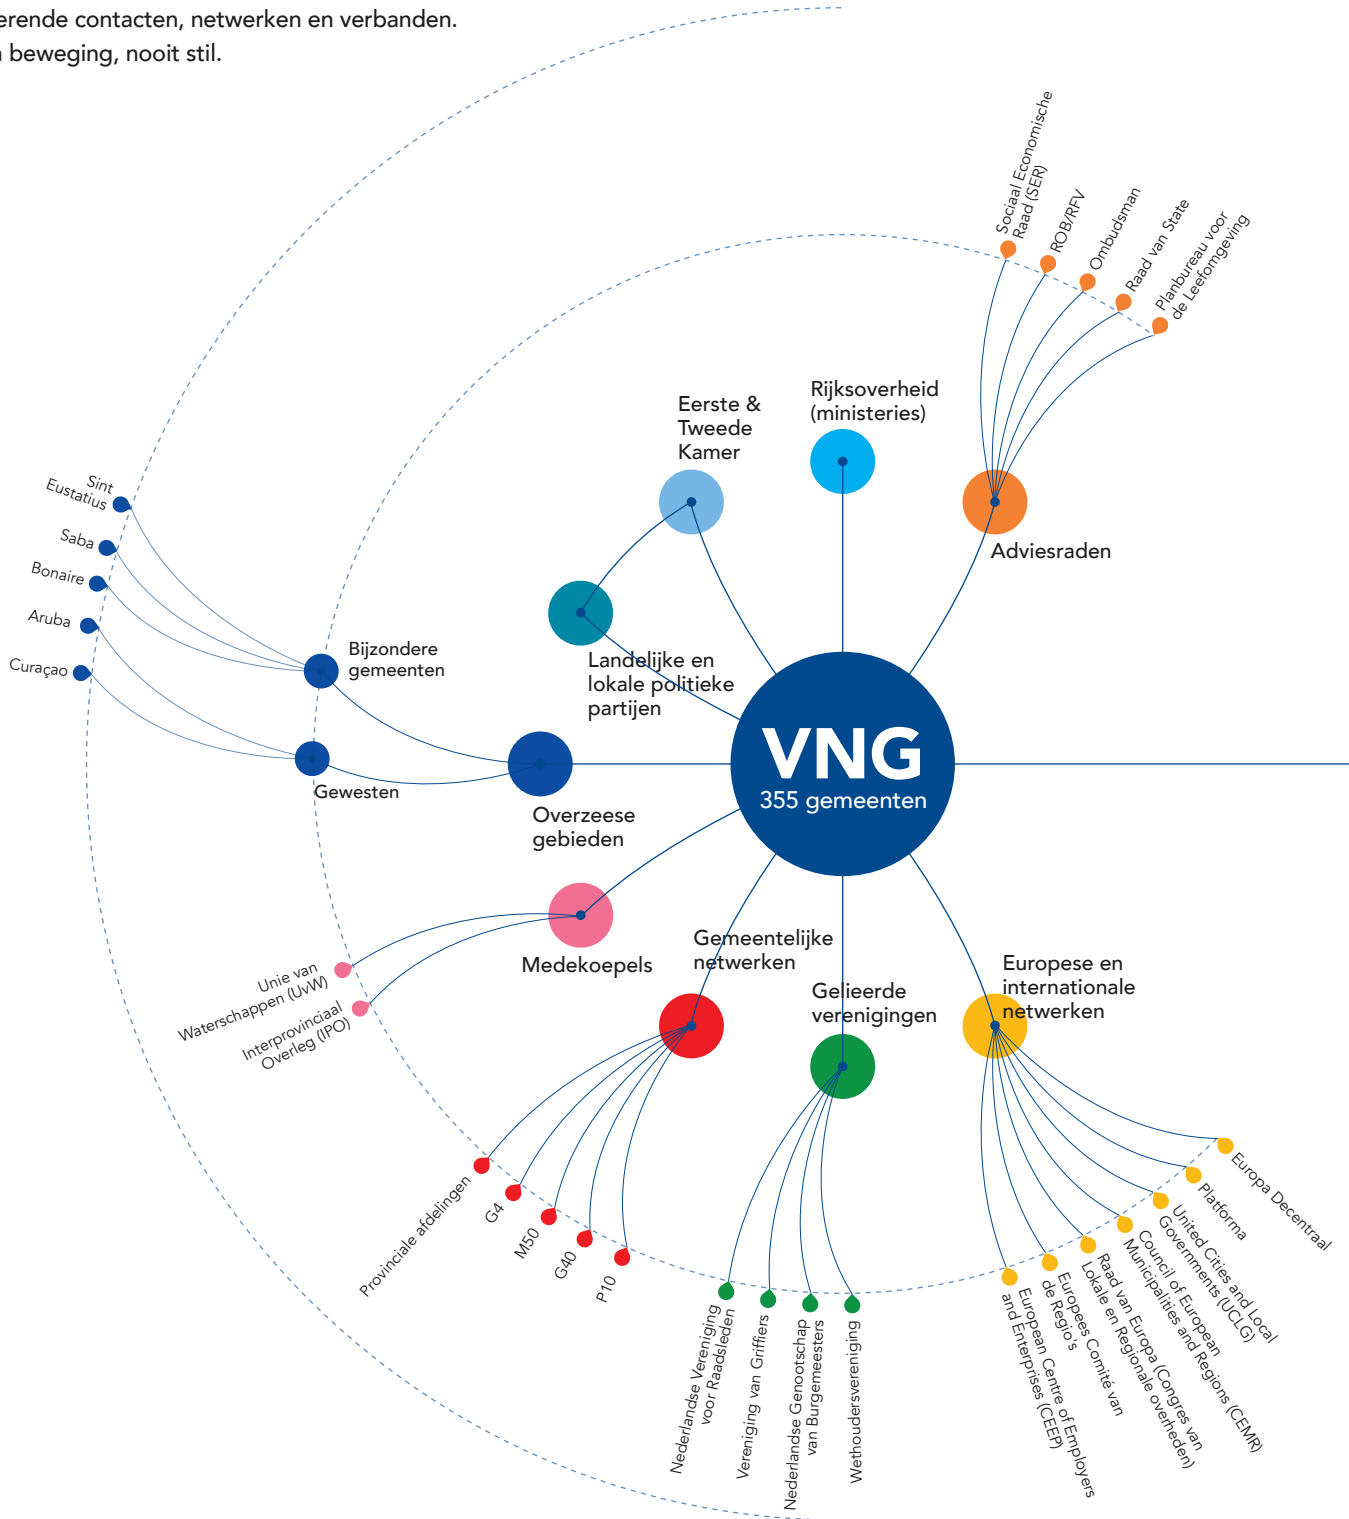 erende contacten, netwerken en verbanden.
beweging, nooit stil.
Sociaal Economische
Raad (SER)
ROB/RFV
Ombudsman
Raad van State
Planbureau voor
de Leefomgeving
Eerste &
Tweede
Kamer
Rijksoverheid
(ministeries)
Adviesraden
Sint
Eustatius
Saba
Bonaire
Aruba
Curaçao
Bijzondere
gemeenten
Gewesten
Landelijke en
lokale politieke
partijen
VNG
355 gemeenten
Overzeese
gebieden
Medekoepels
Unie van
Waterschappen (UvW)
Interprovinciaal
Overleg (IPO)
Gemeentelijke
netwerken
Gelieerde
verenigingen
Europese en
internationale
netwerken
Provinciale afdelingen
G4
M50
G40
P10
Nederlandse Vereniging
voor Raadsleden
Vereniging van Griffiers
Nederlandse Genootschap
van Burgemeesters
Wethoudersvereniging
European Centre of Employers
and Enterprises (CEEP)
Europees Comité van
de Regio's
Raad van Europa (Congres van
Lokale en Regionale overheden)
Council of European
Municipalities and Regions (CEMR)
United Cities and Local
Governments (UCLG)
Platforma
Europa Decentraal